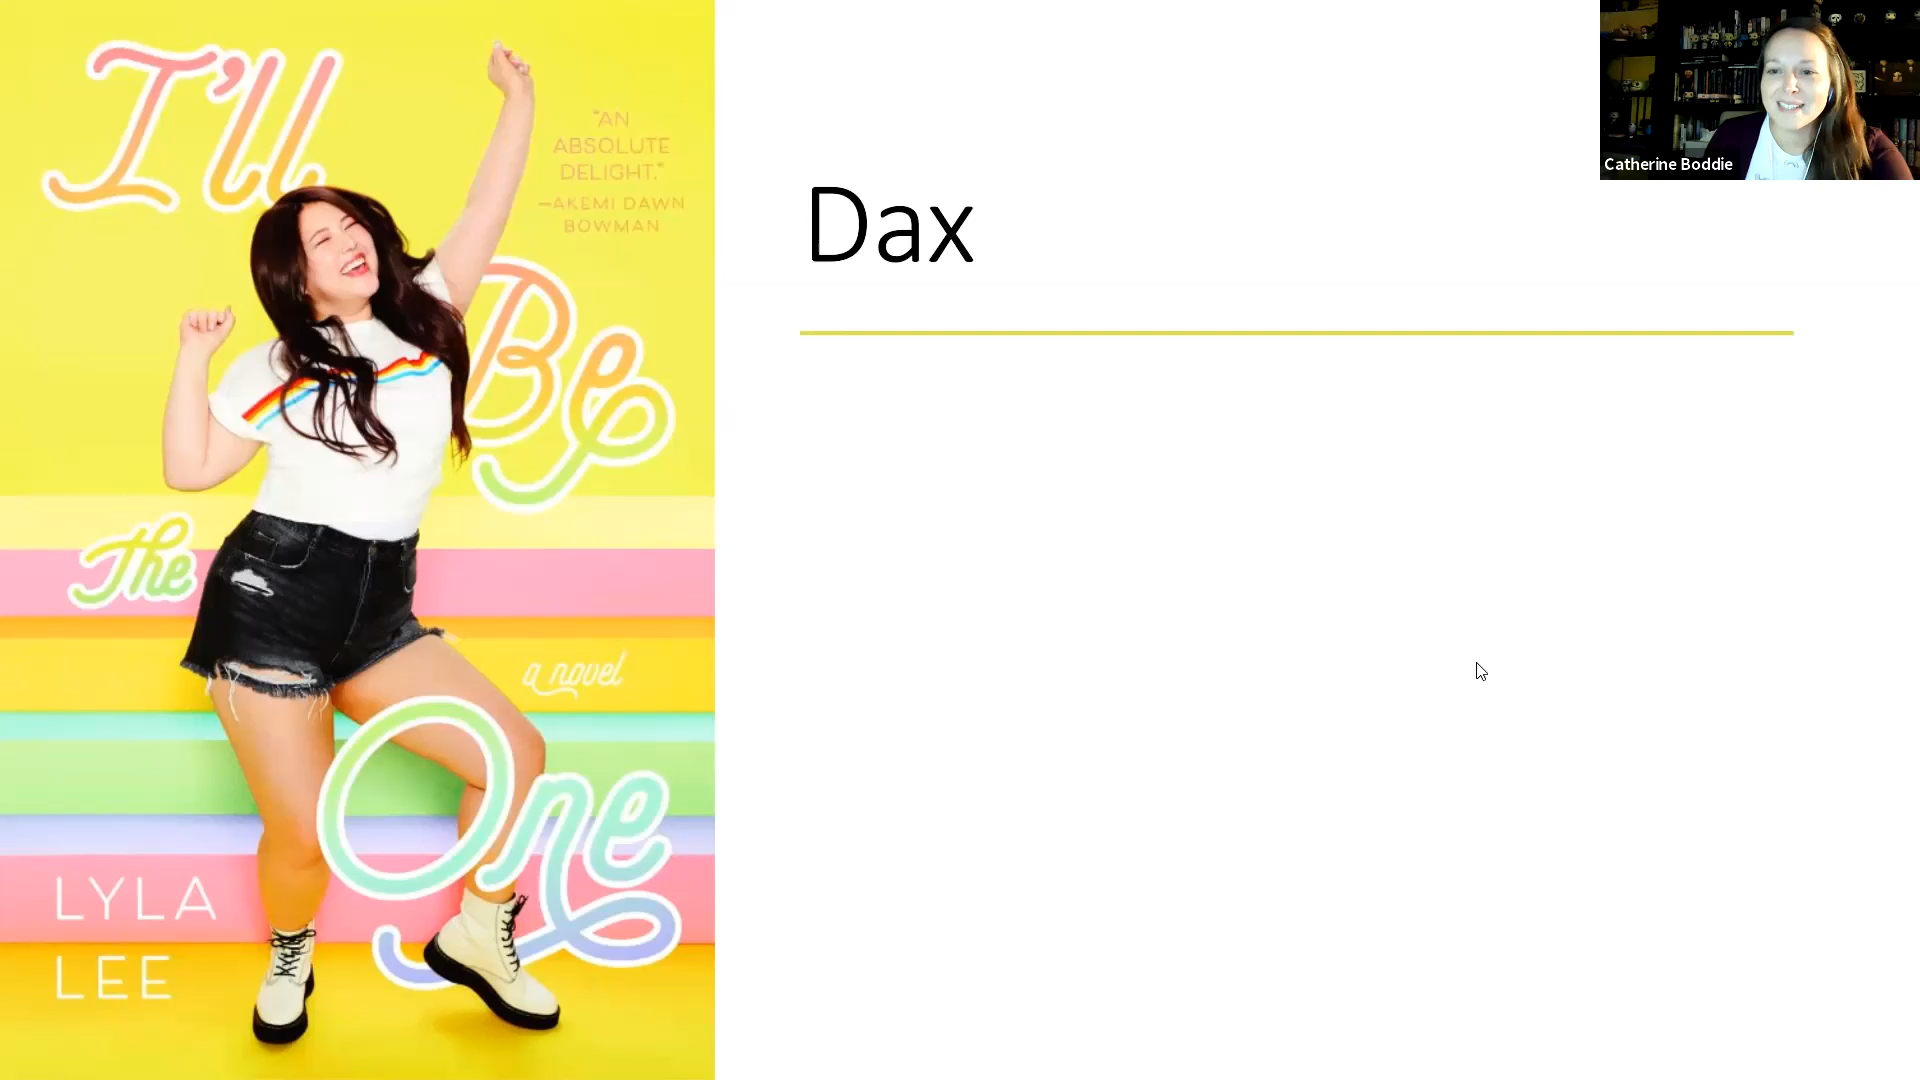 I'll
"AN
ABSOLUTE
DELIGHT."
—AKEMI DAWN
BOWMAN
Be
the
a novel
One
LYLA
LEE
Dax
Catherine Boddie